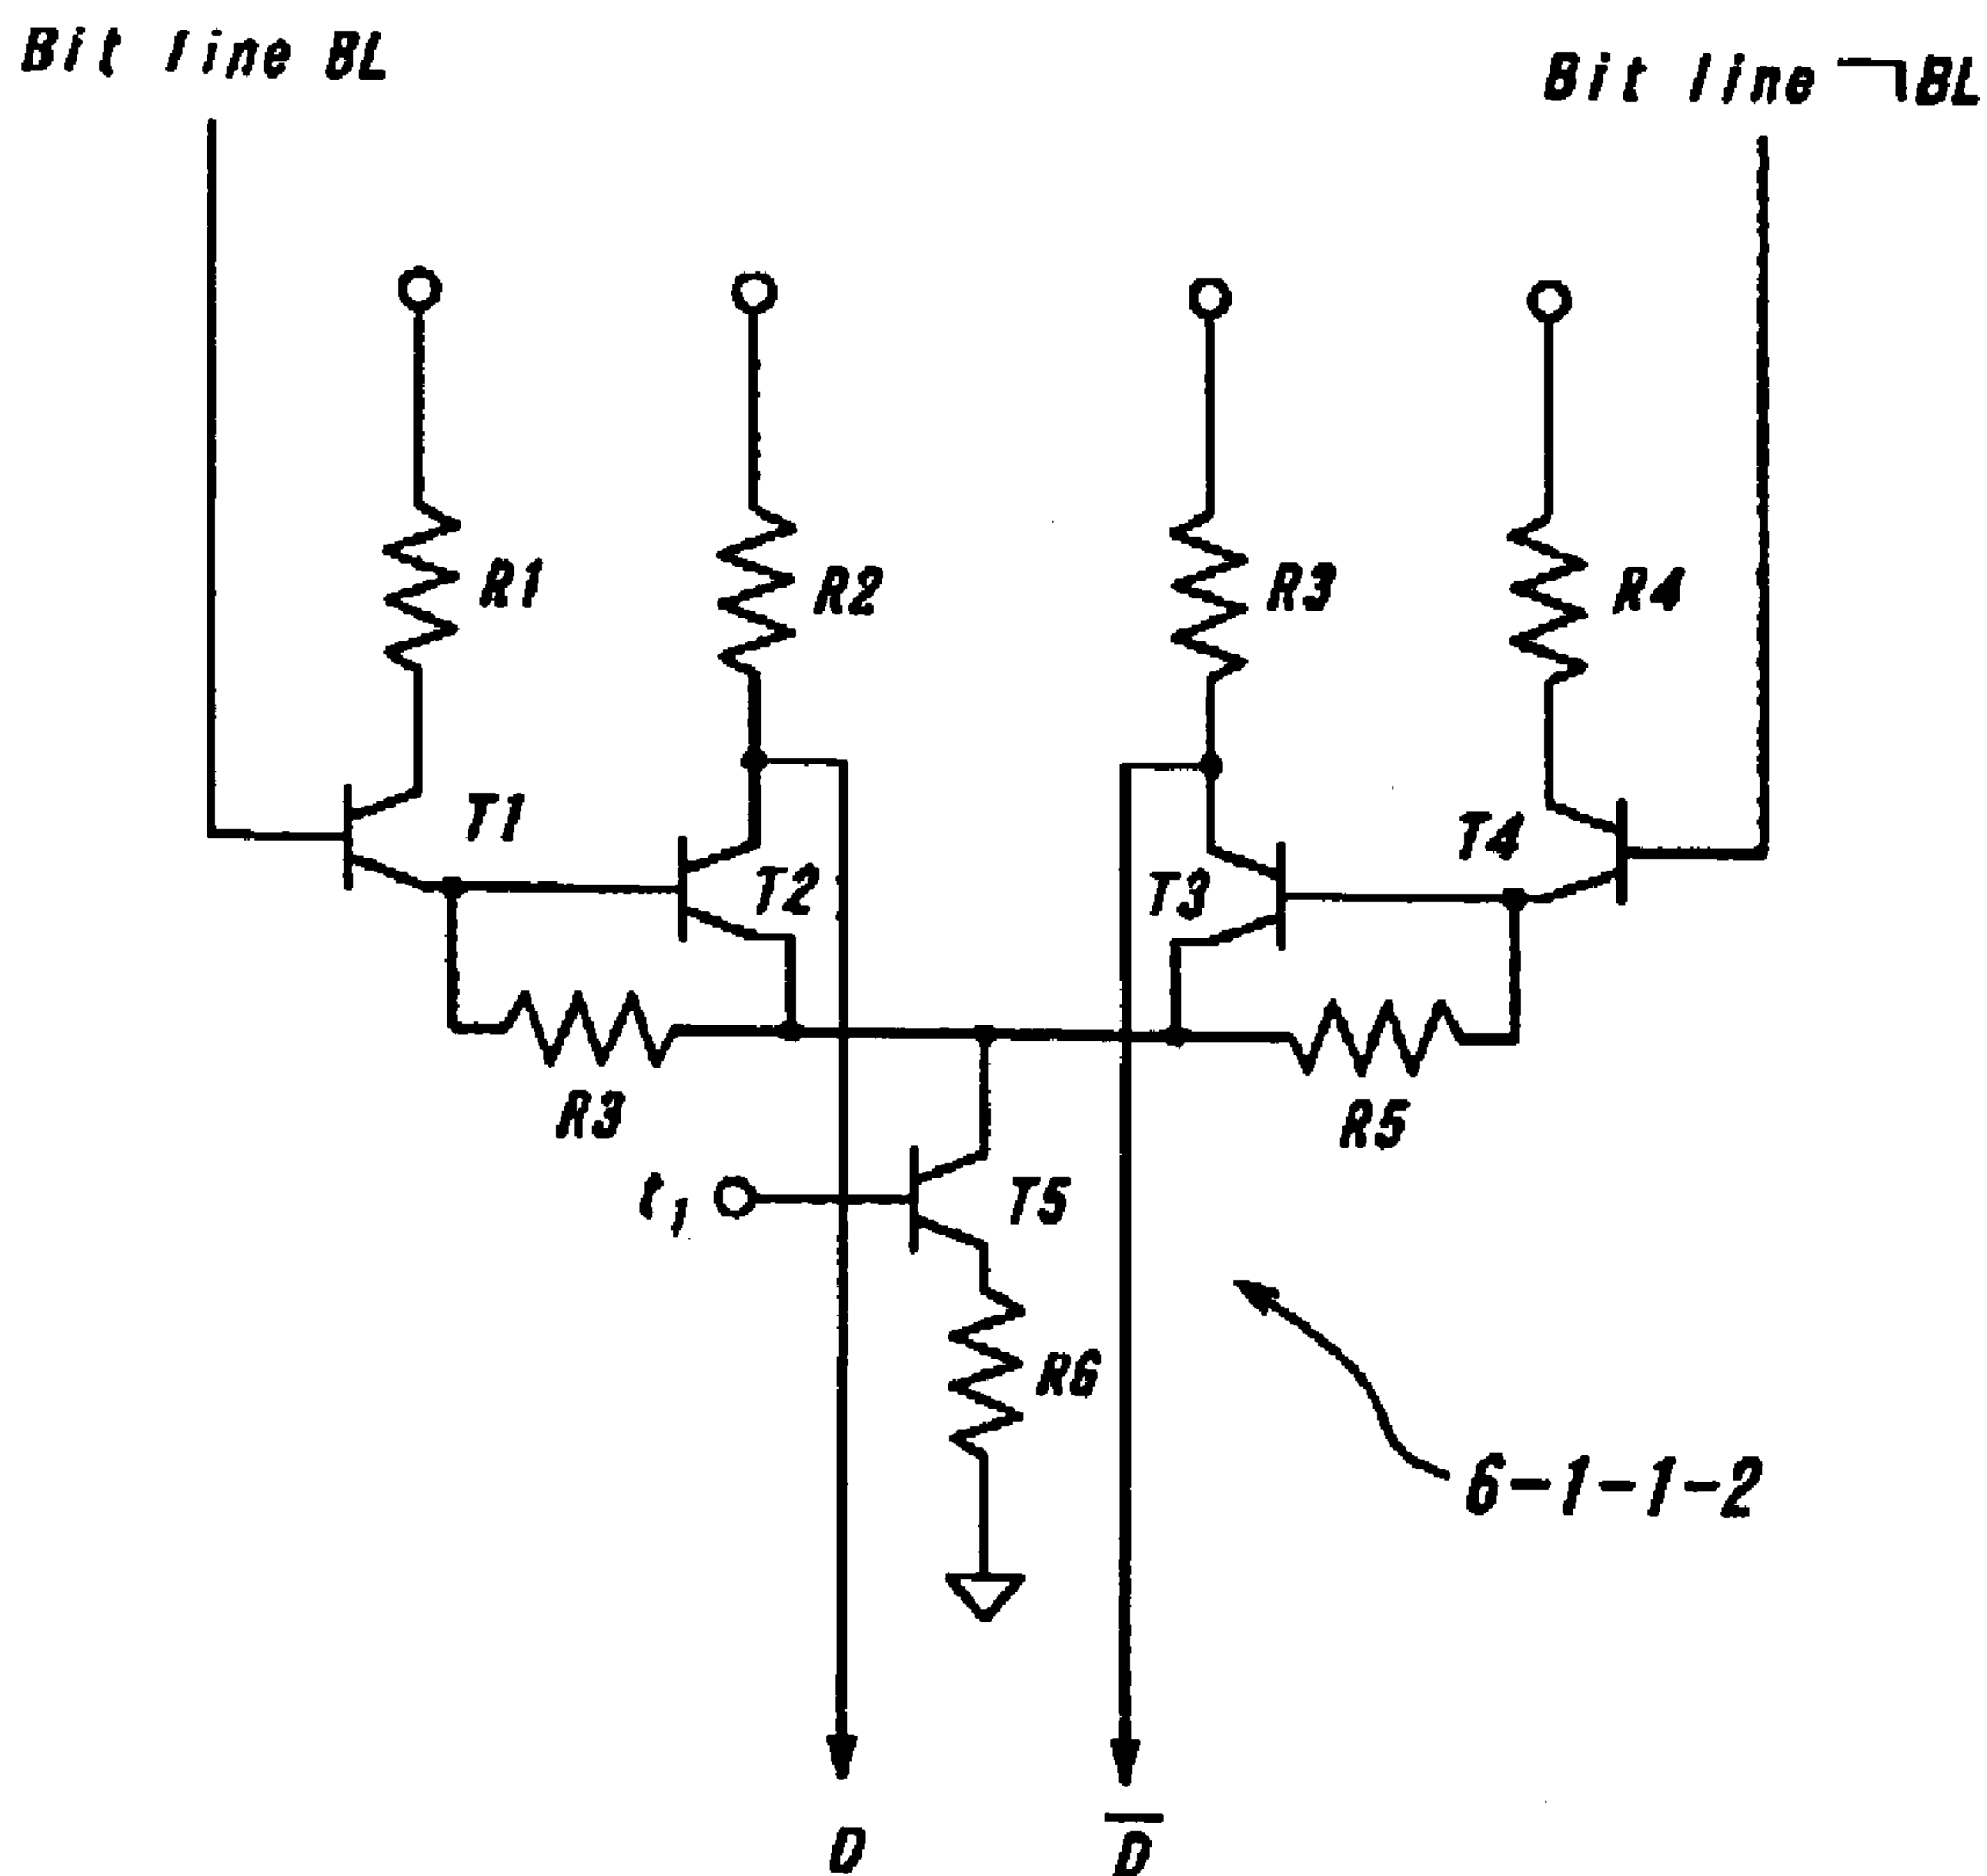 Bit line BL
Bit line ¬BL
R1
R2
R3
R4
T1
T2
T3
T4
R3
R5
T5
R6
6-1-1-2
D
D̅